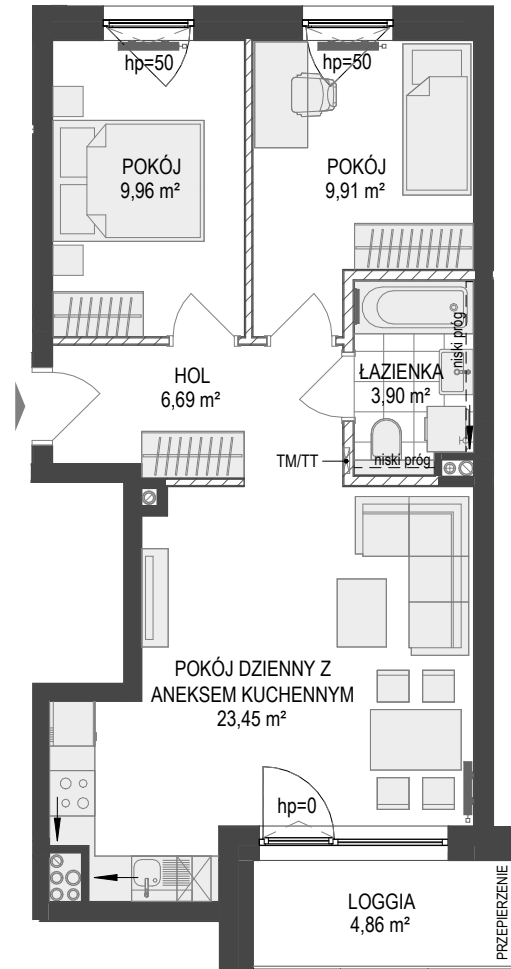 hp=50
hp=50
POKÓJ
9,96 m²
POKÓJ
9,91 m²
niski próg
HOL
6,69 m²
ŁAZIENKA
3,90 m²
TM/TT
niski próg
POKÓJ DZIENNY Z
ANEKSEM KUCHENNYM
23,45 m²
hp=0
LOGGIA
4,86 m²
PRZEPIERZENIE